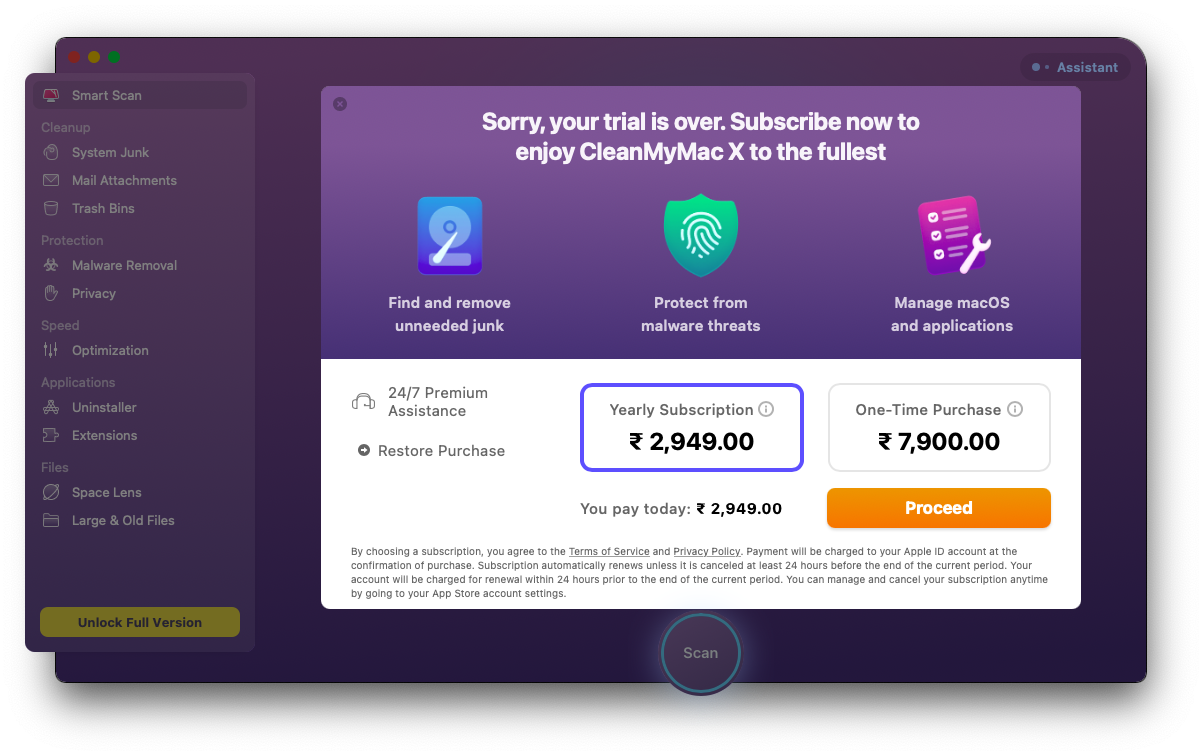 Assistant
Smart Scan
Cleanup
System Junk
Mail Attachments
Trash Bins
Protection
Malware Removal
Privacy
Speed
Optimization
Applications
Uninstaller
Extensions
Files
Space Lens
Large & Old Files
Unlock Full Version
Sorry, your trial is over. Subscribe now to
enjoy CleanMyMac X to the fullest
Find and remove
unneeded junk
Protect from
malware threats
Manage macOS
and applications
24/7 Premium
Assistance
Restore Purchase
Yearly Subscription
₹ 2,949.00
One-Time Purchase
₹ 7,900.00
You pay today: ₹ 2,949.00
Proceed
By choosing a subscription, you agree to the Terms of Service and Privacy Policy. Payment will be charged to your Apple ID account at the
confirmation of purchase. Subscription automatically renews unless it is canceled at least 24 hours before the end of the current period. Your
account will be charged for renewal within 24 hours prior to the end of the current period. You can manage and cancel your subscription anytime
by going to your App Store account settings.
Scan